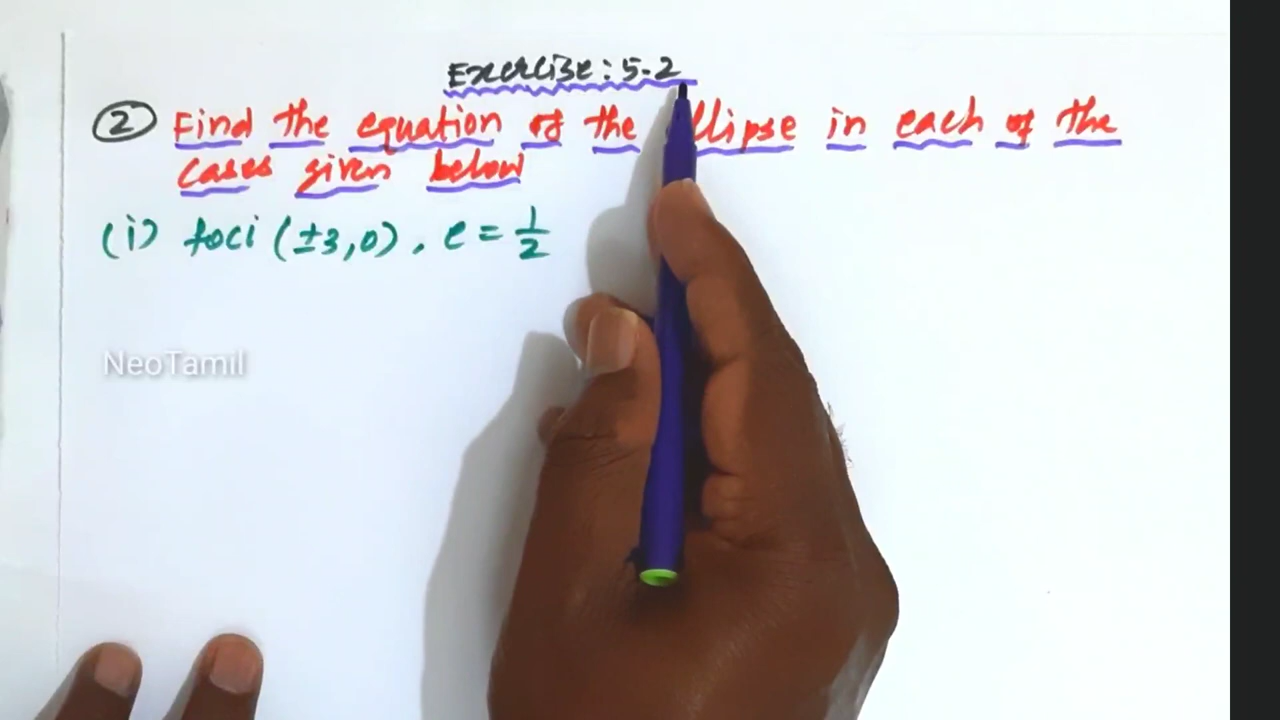 Exercise: 5.2
② Find the equation of the ellipse in each of the
cases given below
(i) foci (±3,0), e = 1/2
NeoTamil